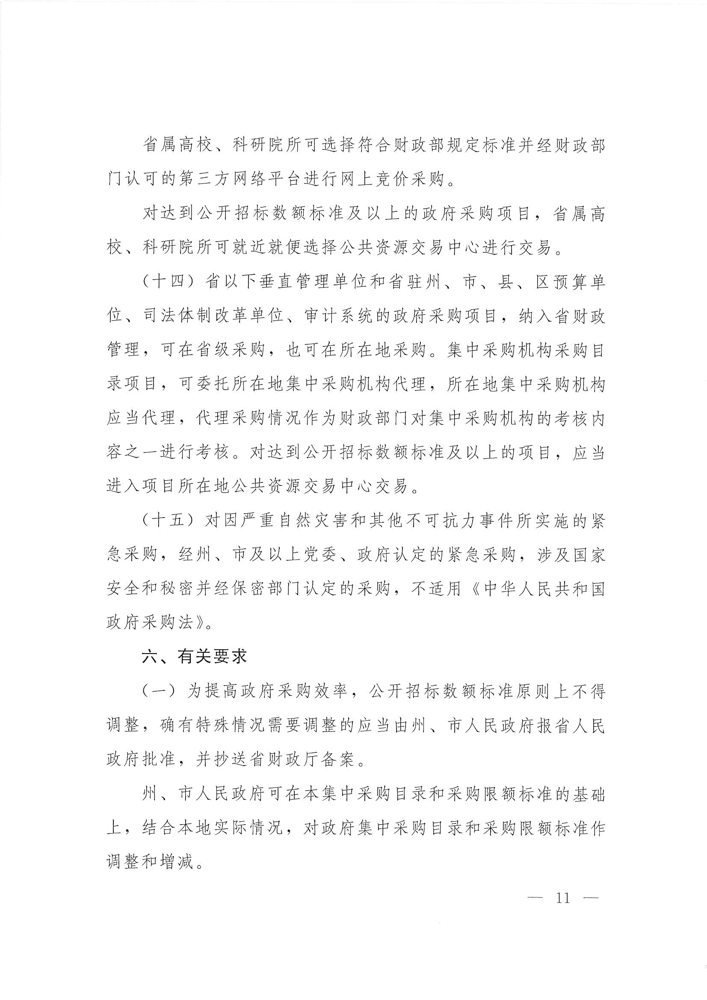 省属高校、科研院所可选择符合财政部规定标准并经财政部
门认可的第三方网络平台进行网上竞价采购。
对达到公开招标数额标准及以上的政府采购项目，省属高
校、科研院所可就近就便选择公共资源交易中心进行交易。
（十四）省以下垂直管理单位和省驻州、市、县、区预算单
位、司法体制改革单位、审计系统的政府采购项目，纳入省财政
管理，可在省级采购，也可在所在地采购。集中采购机构采购目
录项目，可委托所在地集中采购机构代理，所在地集中采购机构
应当代理，代理采购情况作为财政部门对集中采购机构的考核内
容之一进行考核。对达到公开招标数额标准及以上的项目，应当
进入项目所在地公共资源交易中心交易。
（十五）对因严重自然灾害和其他不可抗力事件所实施的紧
急采购，经州、市及以上党委、政府认定的紧急采购，涉及国家
安全和秘密并经保密部门认定的采购，不适用《中华人民共和国
政府采购法》。
六、有关要求
（一）为提高政府采购效率，公开招标数额标准原则上不得
调整，确有特殊情况需要调整的应当由州、市人民政府报省人民
政府批准，并抄送省财政厅备案。
州、市人民政府可在本集中采购目录和采购限额标准的基础
上，结合本地实际情况，对政府集中采购目录和采购限额标准作
调整和增减。
— 11 —